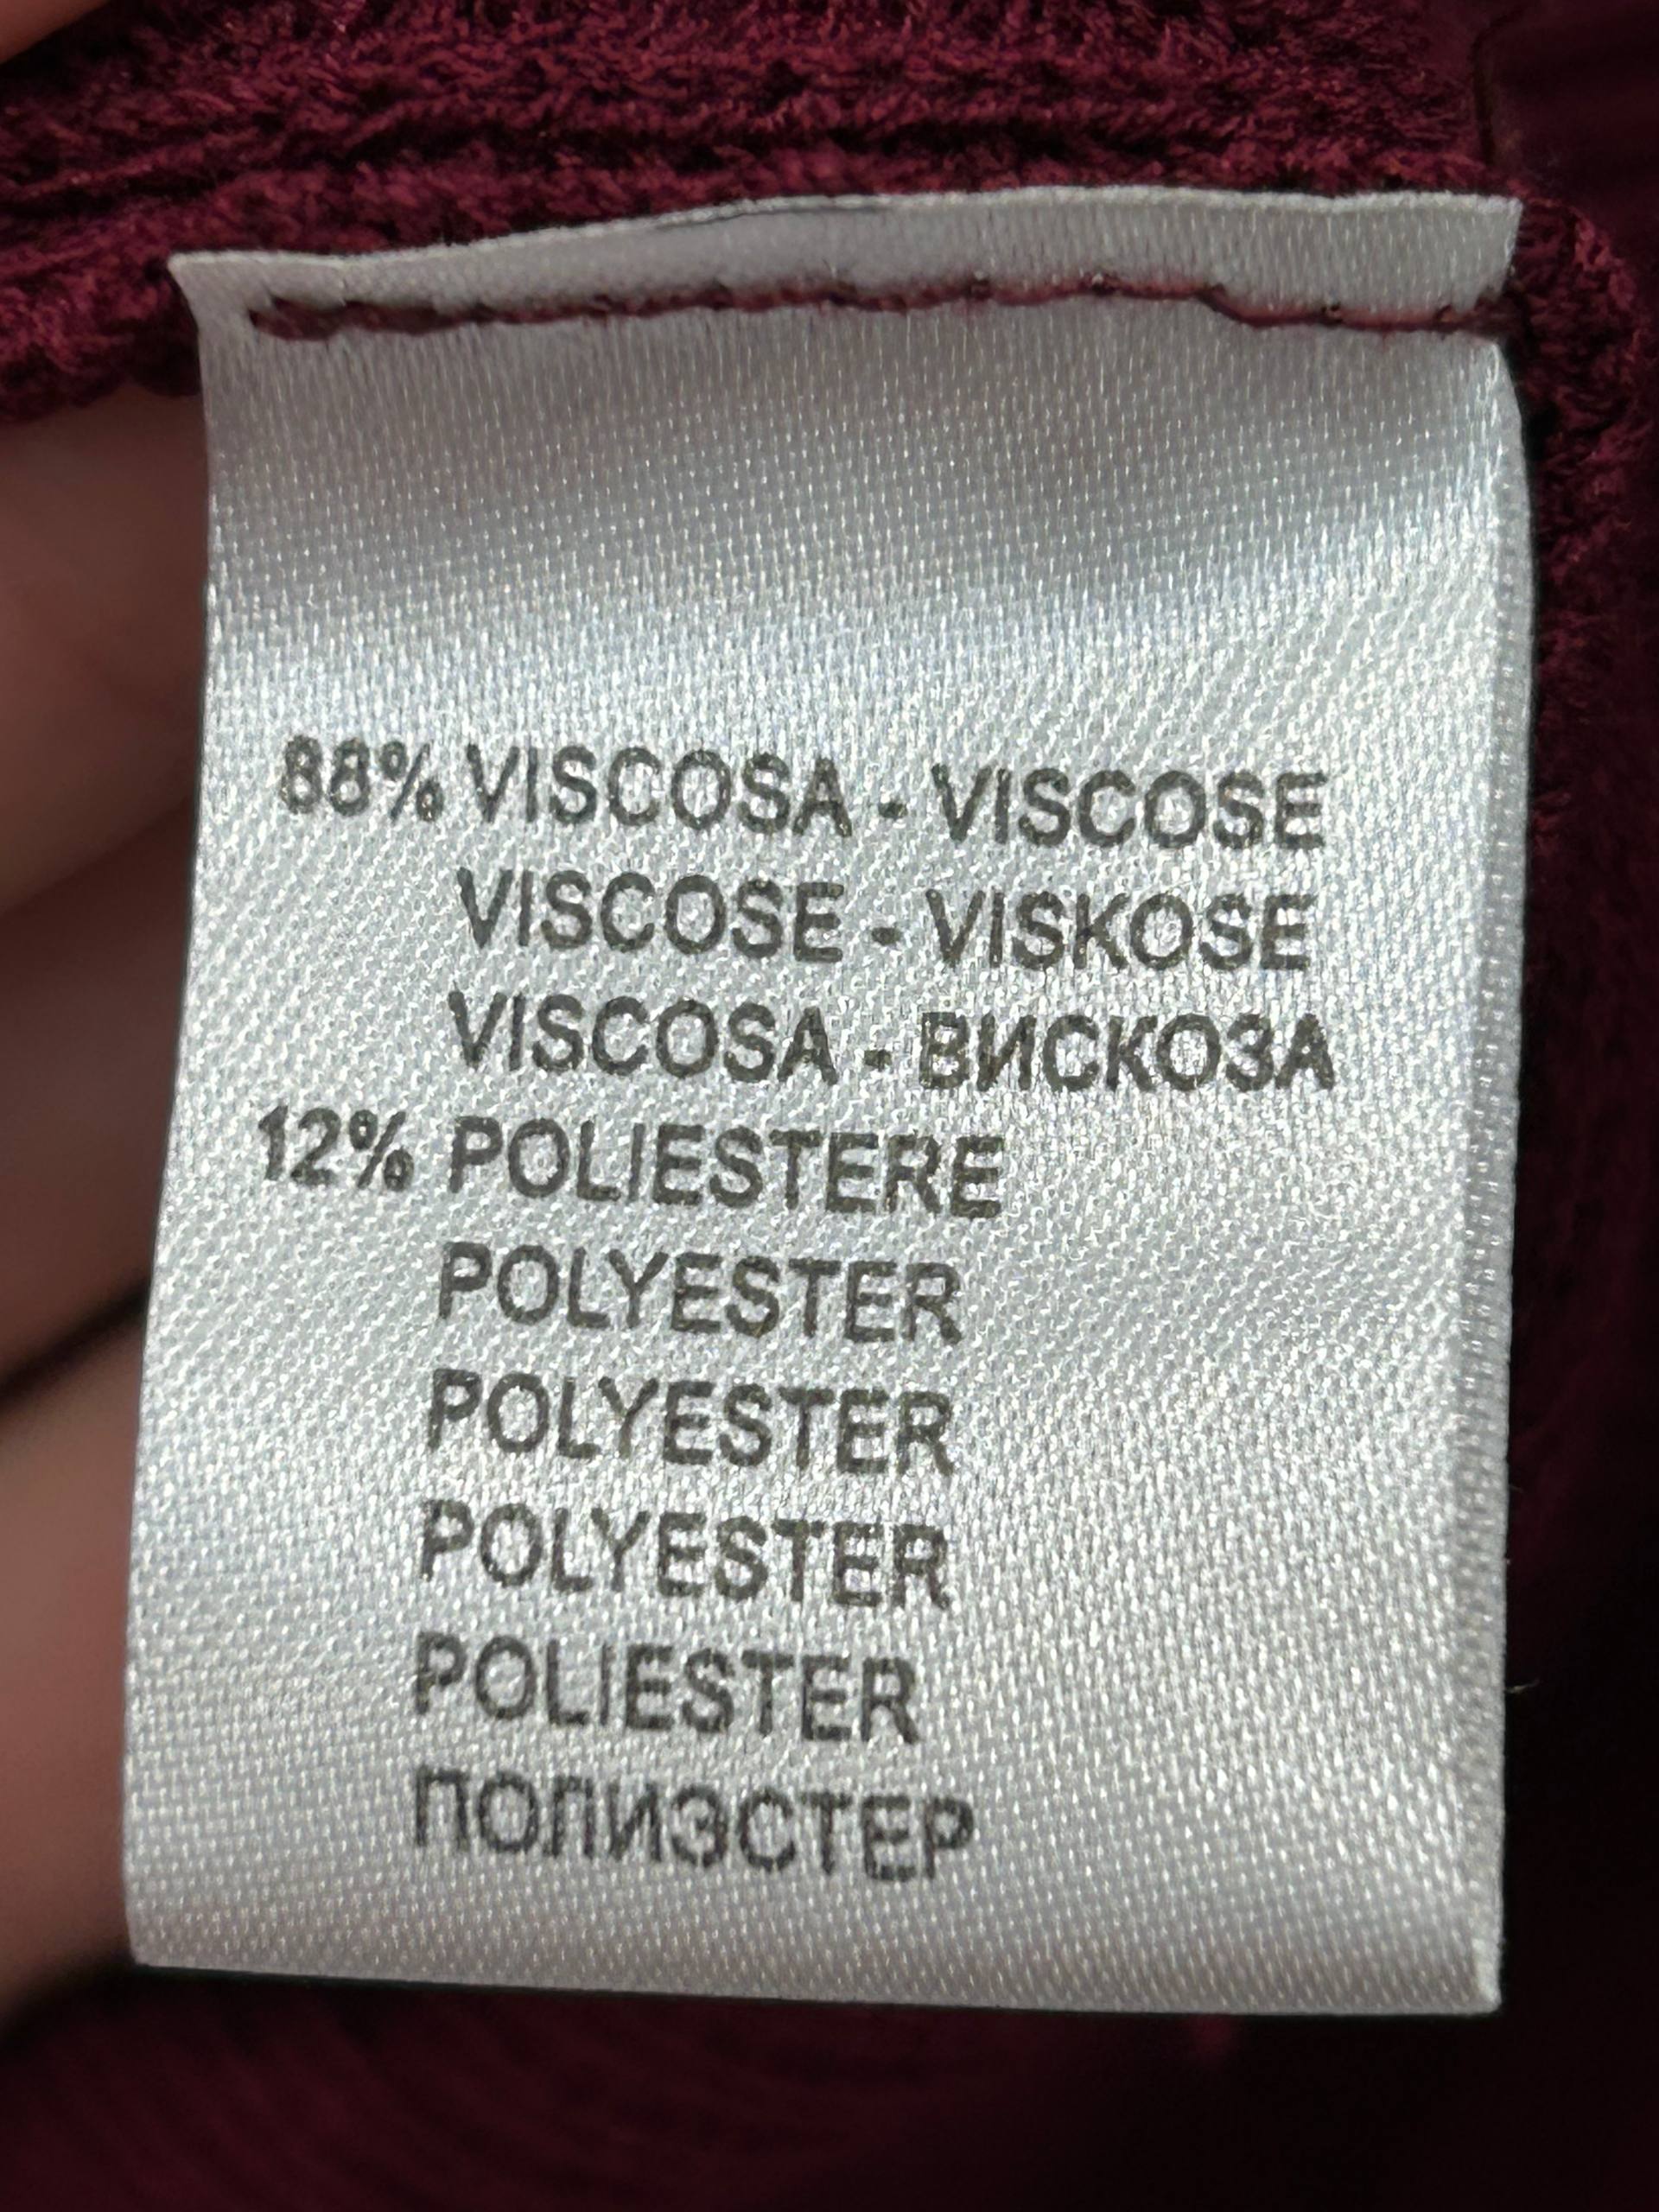 88% VISCOSA - VISCOSE
VISCOSE - VISKOSE
VISCOSA - ВИСКОЗА
12% POLIESTERE
POLYESTER
POLYESTER
POLYESTER
POLIESTER
ПОЛИЭСТЕР